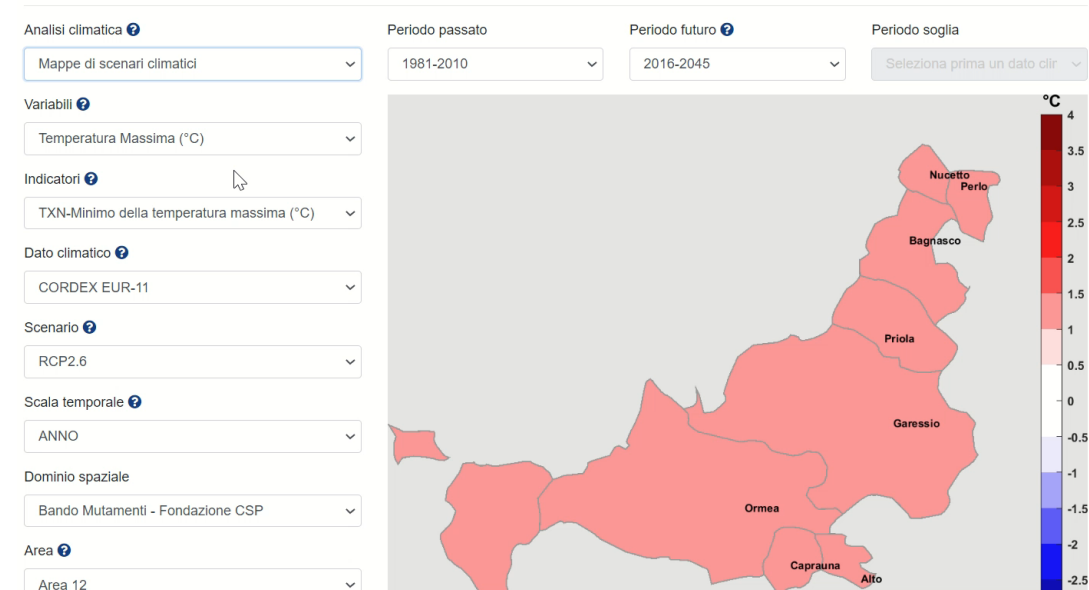 Analisi climatica ?
Mappe di scenari climatici
Variabili ?
Temperatura Massima (°C)
Indicatori ?
TXN-Minimo della temperatura massima (°C)
Dato climatico ?
CORDEX EUR-11
Scenario ?
RCP2.6
Scala temporale ?
ANNO
Dominio spaziale
Bando Mutamenti - Fondazione CSP
Area ?
Area 12
Periodo passato
1981-2010
Periodo futuro ?
2016-2045
Periodo soglia
Seleziona prima un dato clir
°C
4
3.5
3
2.5
2
1.5
1
0.5
0
-0.5
-1
-1.5
-2
-2.5
Nucetto
Perlo
Bagnasco
Priola
Garessio
Ormea
Caprauna
Alto